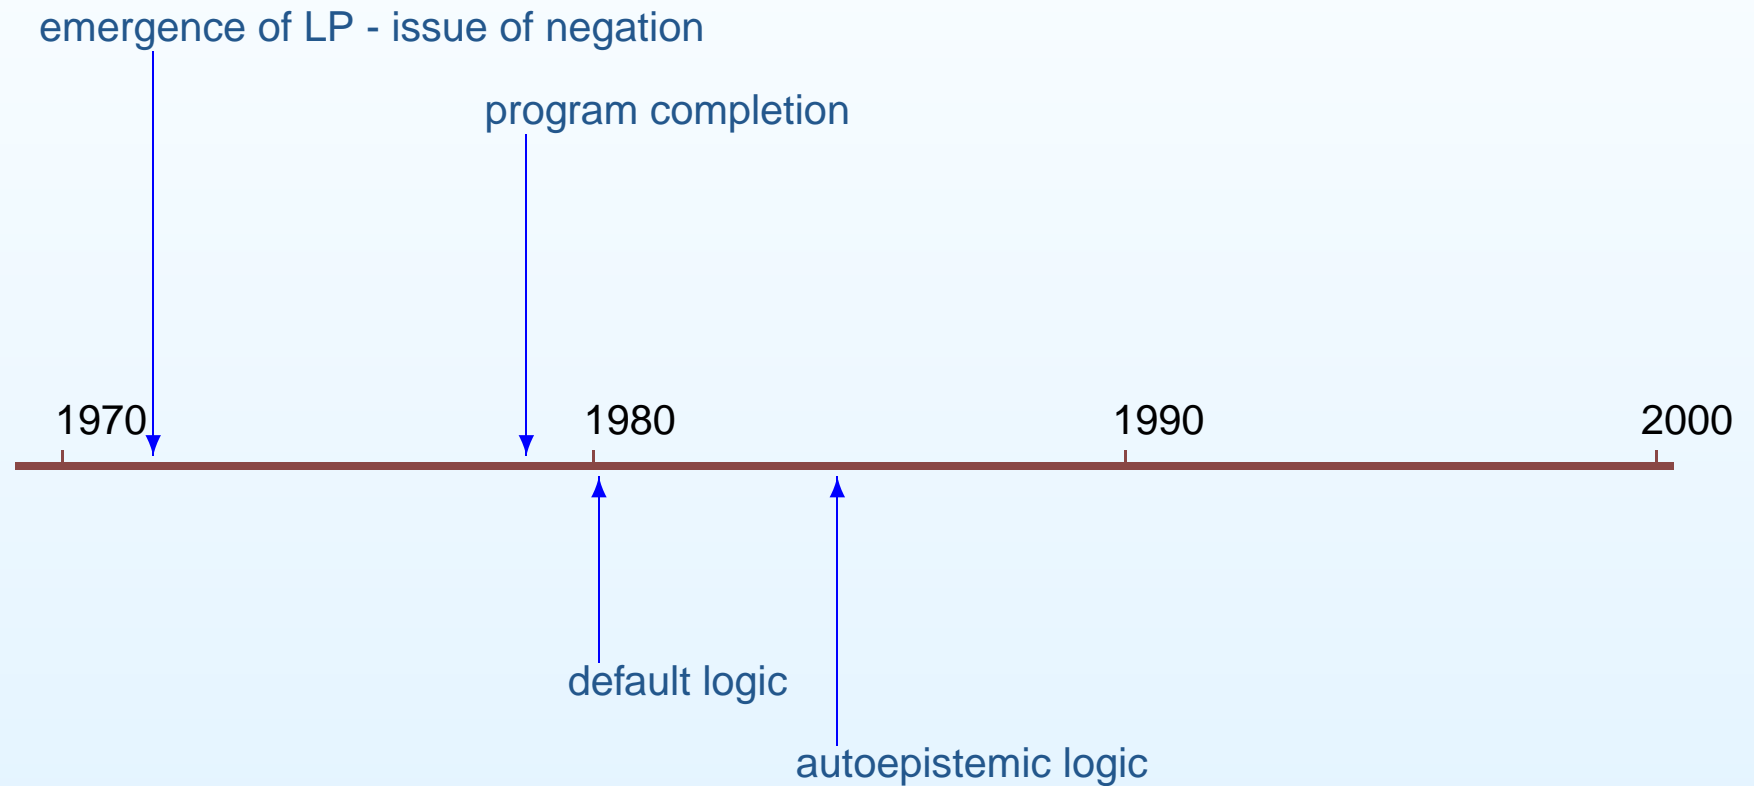 emergence of LP - issue of negation
program completion
1970 1980 1990 2000
default logic
autoepistemic logic